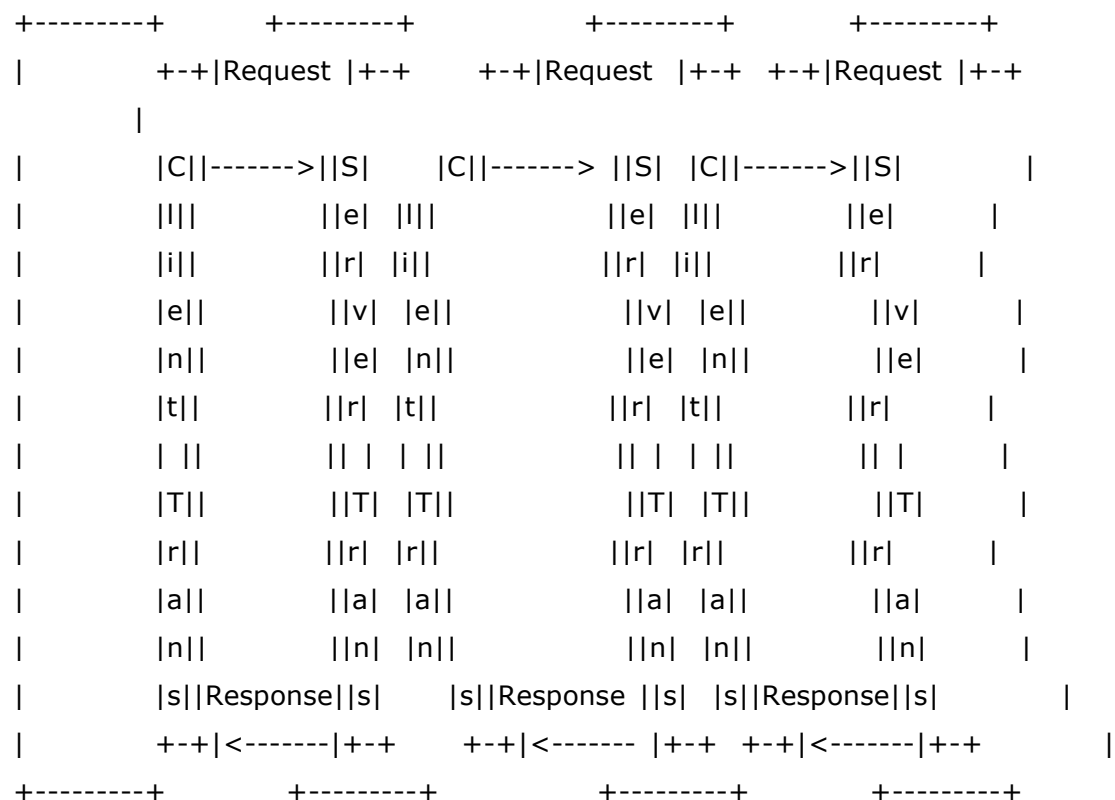 +---------+        +---------+             +---------+         +---------+
|          +-+|Request |+-+     +-+|Request  |+-+  +-+|Request |+-+
        |
|          |C||------->||S|     |C||-------> ||S|  |C||------->||S|         |
|          |l||         ||e|  |l||            ||e|  |l||         ||e|       |
|          |i||         ||r|  |i||            ||r|  |i||         ||r|       |
|          |e||         ||v|  |e||            ||v|  |e||         ||v|       |
|          |n||         ||e|  |n||            ||e|  |n||         ||e|       |
|          |t||         ||r|  |t||            ||r|  |t||         ||r|       |
|          | ||         || |  | ||            || |  | ||         || |       |
|          |T||         ||T|  |T||            ||T|  |T||         ||T|       |
|          |r||         ||r|  |r||            ||r|  |r||         ||r|       |
|          |a||         ||a|  |a||            ||a|  |a||         ||a|       |
|          |n||         ||n|  |n||            ||n|  |n||         ||n|       |
|          |s||Response||s|     |s||Response ||s|  |s||Response||s|         |
|          +-+|<-------|+-+     +-+|<------- |+-+  +-+|<-------|+-+         |
+---------+         +---------+            +---------+         +---------+